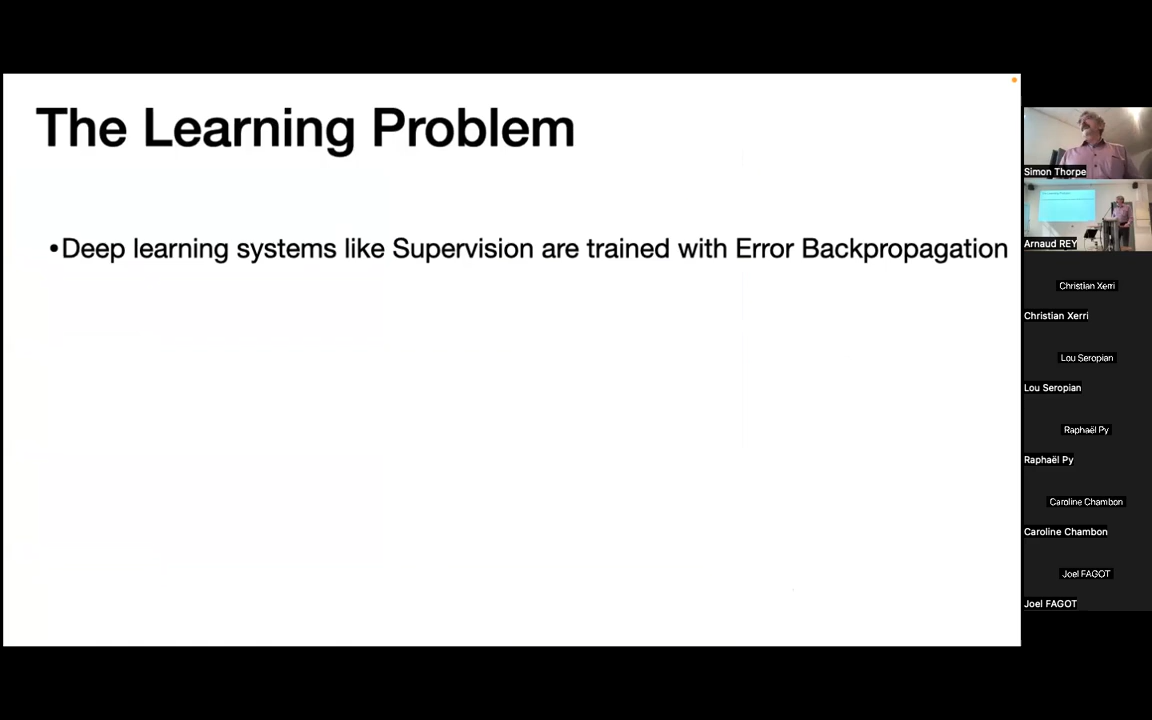 The Learning Problem
•Deep learning systems like Supervision are trained with Error Backpropagation
Simon Thorpe
Arnaud REY
Christian Xerri
Christian Xerri
Lou Seropian
Lou Seropian
Raphaël Py
Raphaël Py
Caroline Chambon
Caroline Chambon
Joel FAGOT
Joel FAGOT